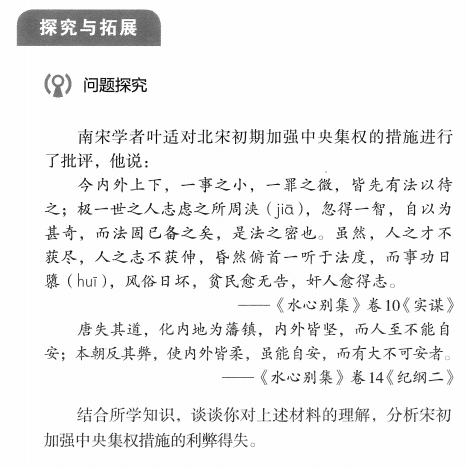 探究与拓展
问题探究
南宋学者叶适对北宋初期加强中央集权的措施进行
了批评，他说：
今内外上下，一事之小，一罪之微，皆先有法以待
之；极一世之人志虑之所周浃（jiā），忽得一智，自以为
甚奇，而法固已备之矣，是法之密也。虽然，人之才不
获尽，人之志不获伸，昏然俯首一听于法度，而事功日
隳（huī），风俗日坏，贫民愈无告，奸人愈得志。
——《水心别集》卷10《实谋》
唐失其道，化内地为藩镇，内外皆坚，而人至不能自
安；本朝反其弊，使内外皆柔，虽能自安，而有大不可安者。
——《水心别集》卷14《纪纲二》
结合所学知识，谈谈你对上述材料的理解，分析宋初
加强中央集权措施的利弊得失。